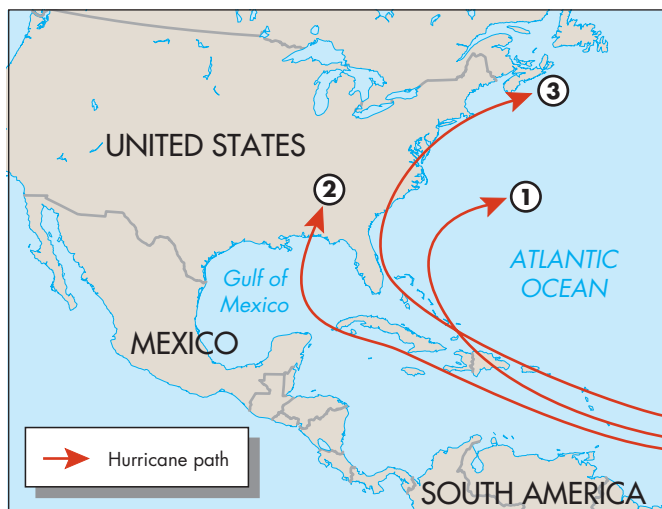 3
UNITED STATES
2
1
Gulf of
Mexico
ATLANTIC
OCEAN
MEXICO
Hurricane path
SOUTH AMERICA